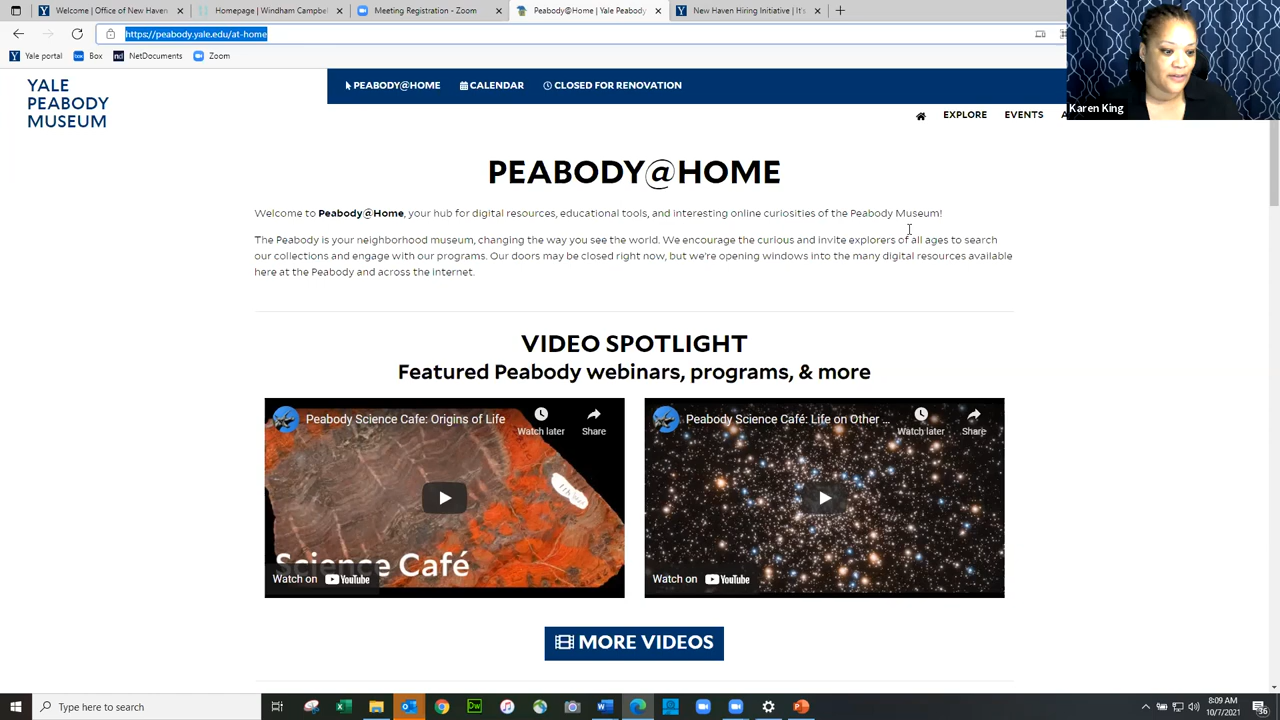 Welcome | Office of New Haven
Homepage | Windham Campbel
Meeting Registration - Zoom
Peabody@Home | Yale Peabody
New Haven Hiring Initiative | It's
https://peabody.yale.edu/at-home
Yale portal
Box
NetDocuments
Zoom
Karen King
YALE
PEABODY
MUSEUM
PEABODY@HOME
CALENDAR
CLOSED FOR RENOVATION
EXPLORE
EVENTS
PEABODY@HOME
Welcome to Peabody@Home, your hub for digital resources, educational tools, and interesting online curiosities of the Peabody Museum!
The Peabody is your neighborhood museum, changing the way you see the world. We encourage the curious and invite explorers of all ages to search
our collections and engage with our programs. Our doors may be closed right now, but we're opening windows into the many digital resources available
here at the Peabody and across the internet.
VIDEO SPOTLIGHT
Featured Peabody webinars, programs, & more
Peabody Science Cafe: Origins of Life
Watch later
Share
Science Café
Watch on YouTube
Peabody Science Café: Life on Other ...
Watch later
Share
Watch on YouTube
MORE VIDEOS
Type here to search
8:09 AM
10/7/2021
36